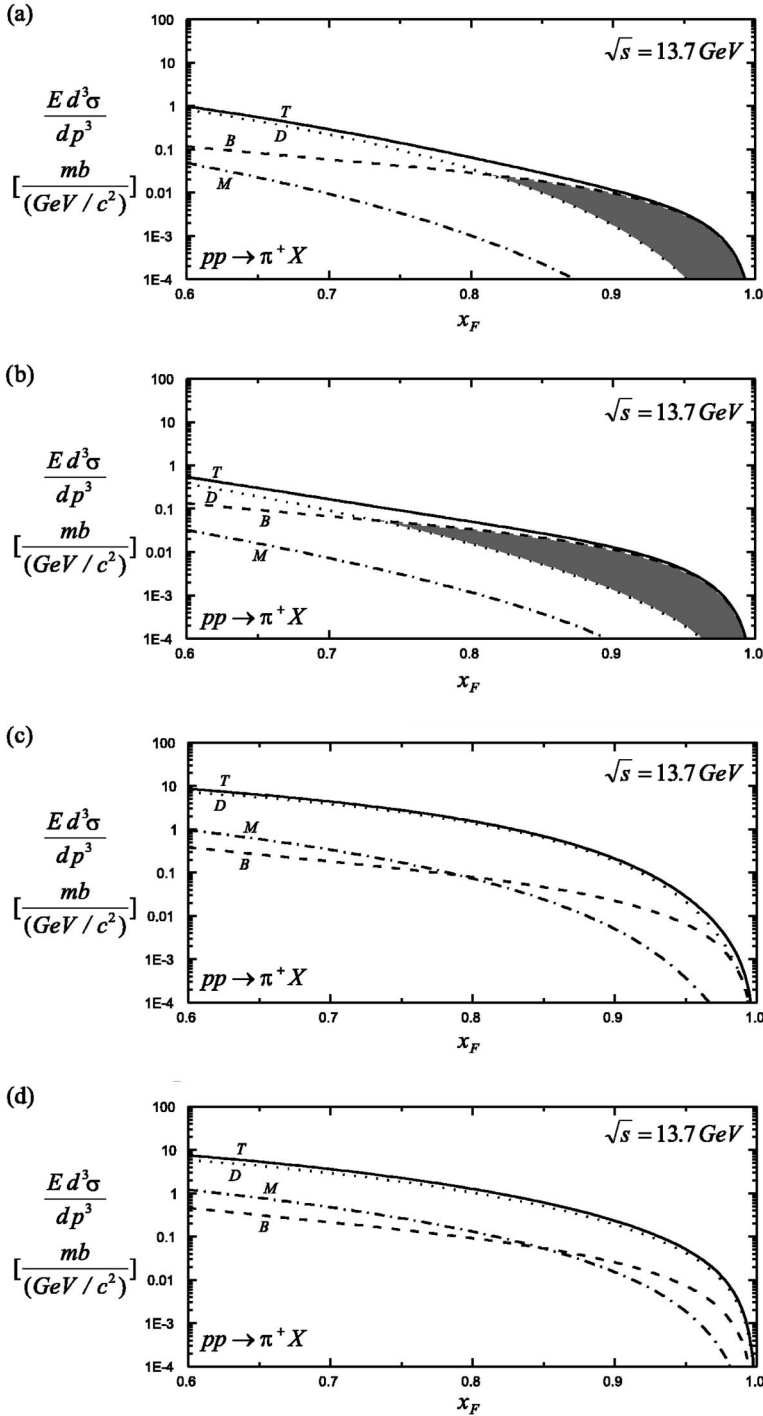 (a)
100
10
1
0.1
0.01
1E-3
1E-4
E d³σ
dp³
[ mb
(GeV / c²) ]
√s = 13.7 GeV
T
D
B
M
pp → π⁺ X
0.6 0.7 0.8 0.9 1.0
x_F
(b)
100
10
1
0.1
0.01
1E-3
1E-4
E d³σ
dp³
[ mb
(GeV / c²) ]
√s = 13.7 GeV
T
D
B
M
pp → π⁺ X
0.6 0.7 0.8 0.9 1.0
x_F
(c)
100
10
1
0.1
0.01
1E-3
1E-4
E d³σ
dp³
[ mb
(GeV / c²) ]
√s = 13.7 GeV
T
D
M
B
pp → π⁺ X
0.6 0.7 0.8 0.9 1.0
x_F
(d)
100
10
1
0.1
0.01
1E-3
1E-4
E d³σ
dp³
[ mb
(GeV / c²) ]
√s = 13.7 GeV
T
D
M
B
pp → π⁺ X
0.6 0.7 0.8 0.9 1.0
x_F